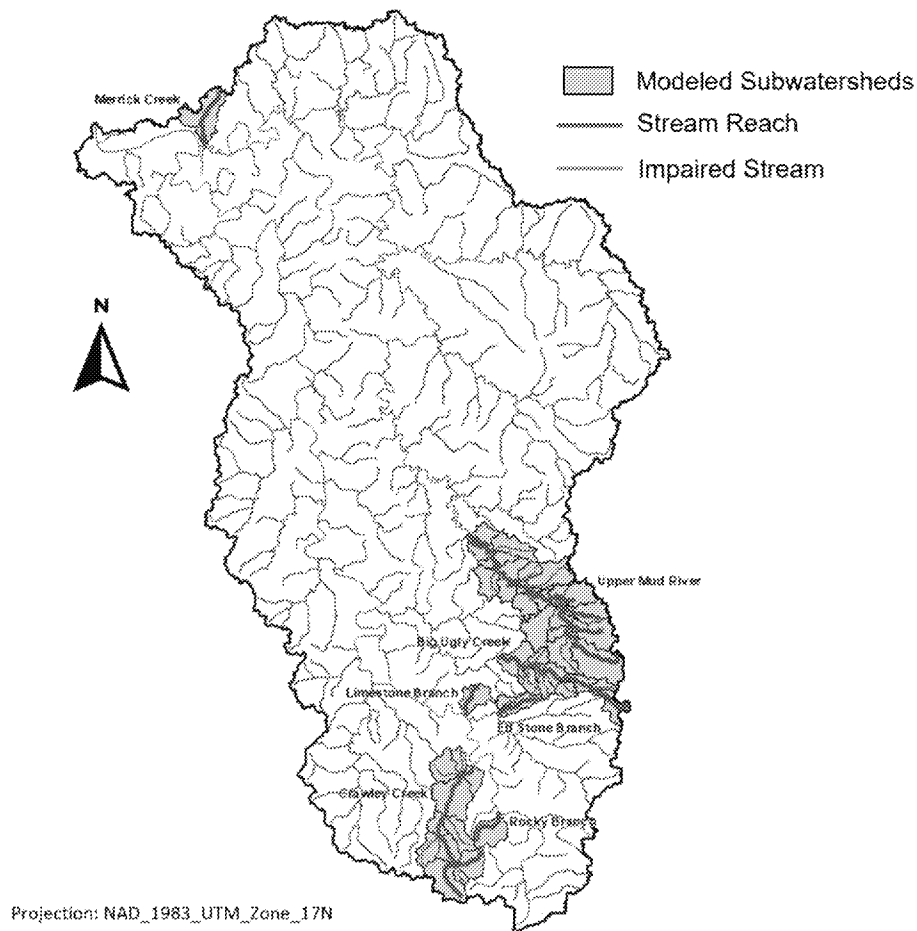 Modeled Subwatersheds
Merrick Creek
Stream Reach
Impaired Stream
N
Upper Mud River
Big Ugly Creek
Limestone Branch
ED Stone Branch
Crawley Creek
Rocky Branch
Projection: NAD_1983_UTM_Zone_17N